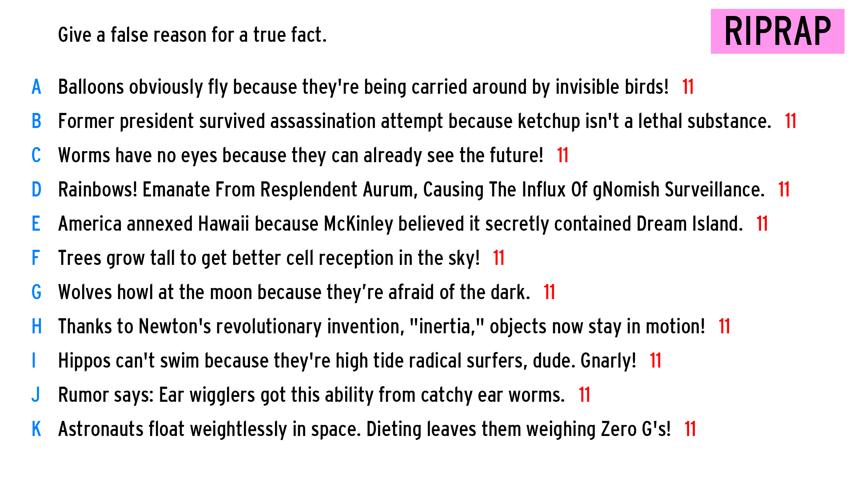 Give a false reason for a true fact.
RIPRAP
A Balloons obviously fly because they're being carried around by invisible birds! 11
B Former president survived assassination attempt because ketchup isn't a lethal substance. 11
C Worms have no eyes because they can already see the future! 11
D Rainbows! Emanate From Resplendent Aurum, Causing The Influx Of gNomish Surveillance. 11
E America annexed Hawaii because McKinley believed it secretly contained Dream Island. 11
F Trees grow tall to get better cell reception in the sky! 11
G Wolves howl at the moon because they’re afraid of the dark. 11
H Thanks to Newton's revolutionary invention, "inertia," objects now stay in motion! 11
I Hippos can't swim because they're high tide radical surfers, dude. Gnarly! 11
J Rumor says: Ear wigglers got this ability from catchy ear worms. 11
K Astronauts float weightlessly in space. Dieting leaves them weighing Zero G's! 11